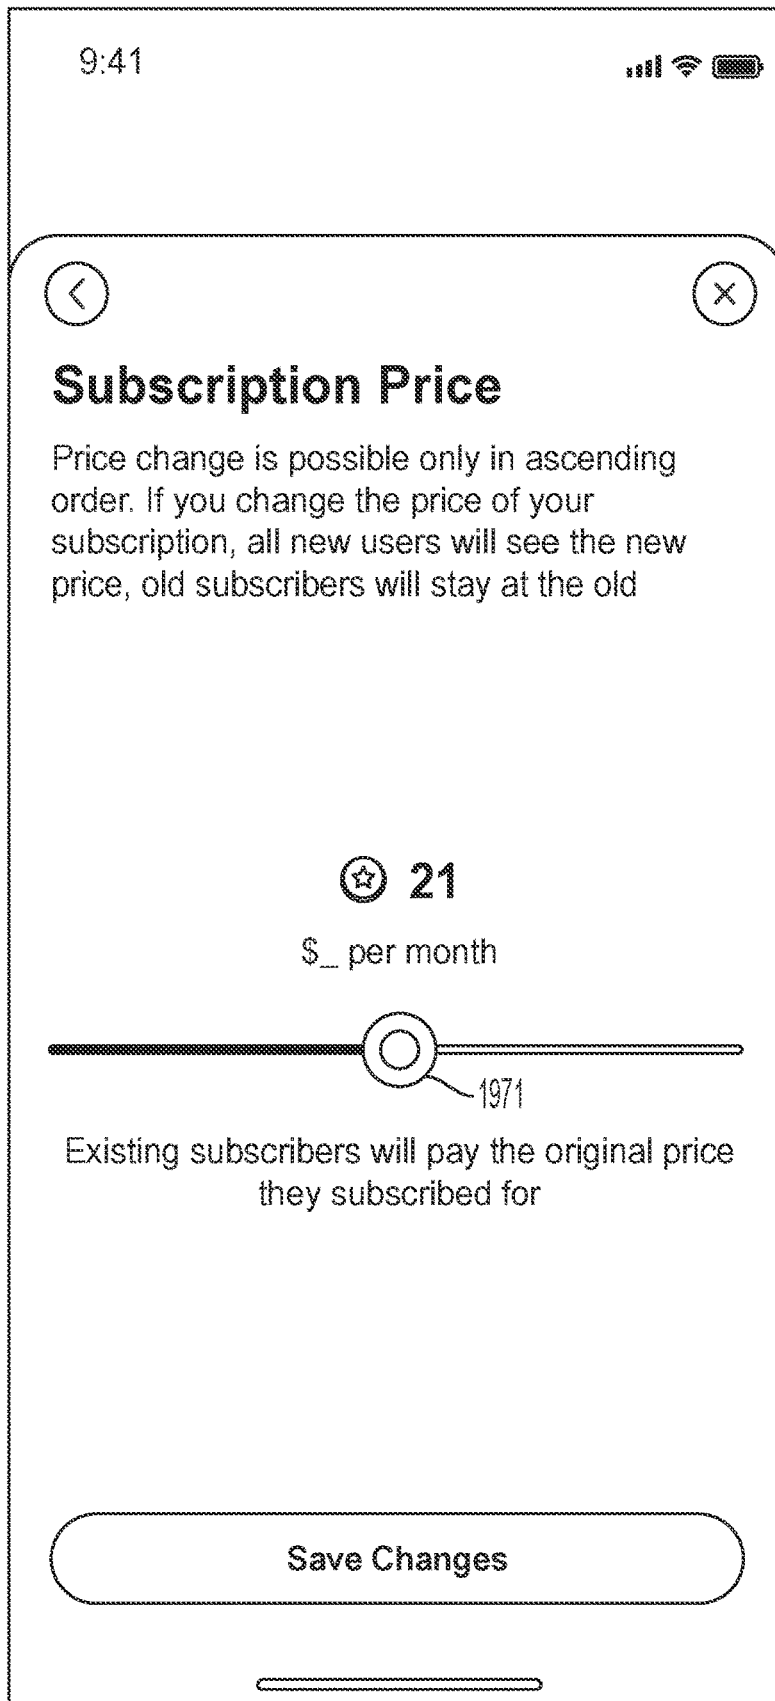 9:41
Subscription Price
Price change is possible only in ascending
order. If you change the price of your
subscription, all new users will see the new
price, old subscribers will stay at the old
21
$_ per month
1971
Existing subscribers will pay the original price
they subscribed for
Save Changes